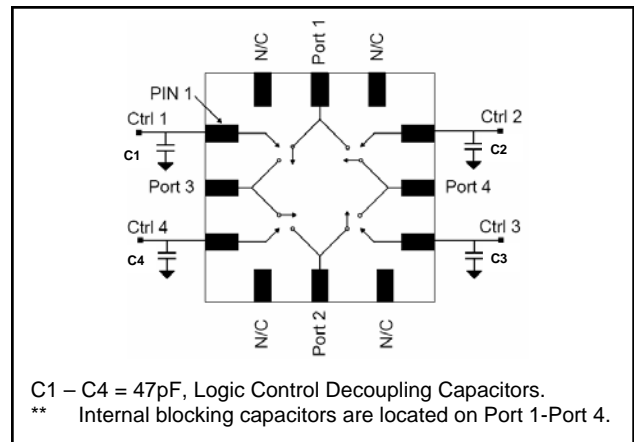 N/C
Port 1
N/C
PIN 1
Ctrl 1
Ctrl 2
C1
C2
Port 3
Port 4
Ctrl 4
Ctrl 3
C4
C3
N/C
Port 2
N/C
C1 – C4 = 47pF, Logic Control Decoupling Capacitors.
** Internal blocking capacitors are located on Port 1-Port 4.